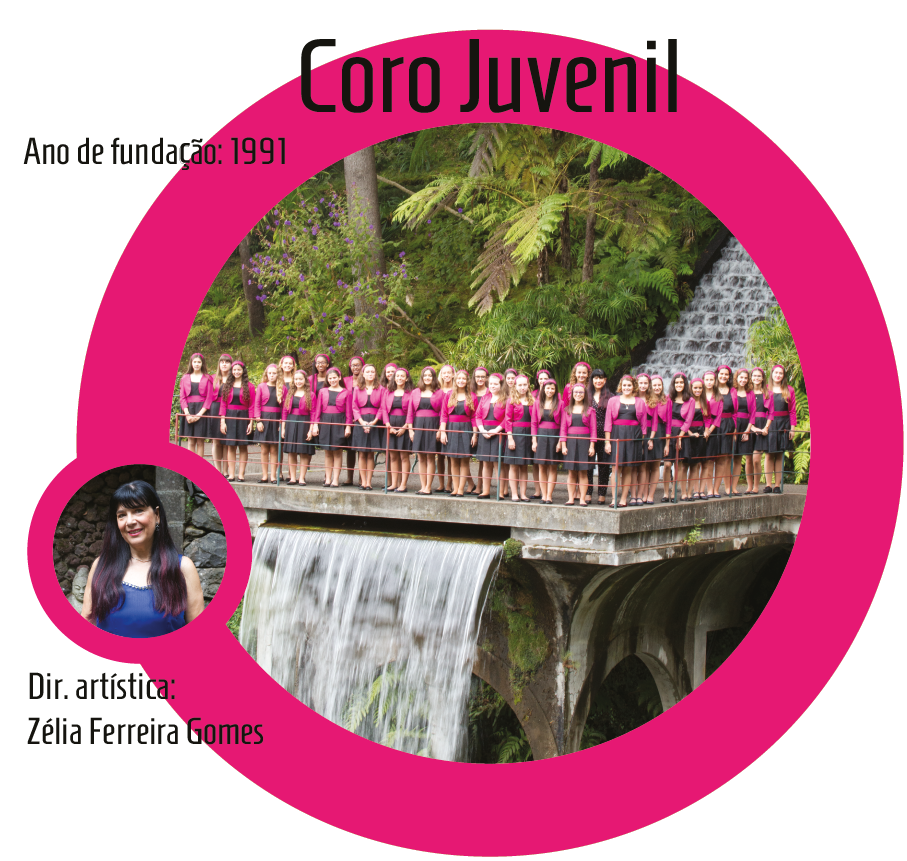 Coro Juvenil
Ano de fundação: 1991
Dir. artística:
Zélia Ferreira Gomes